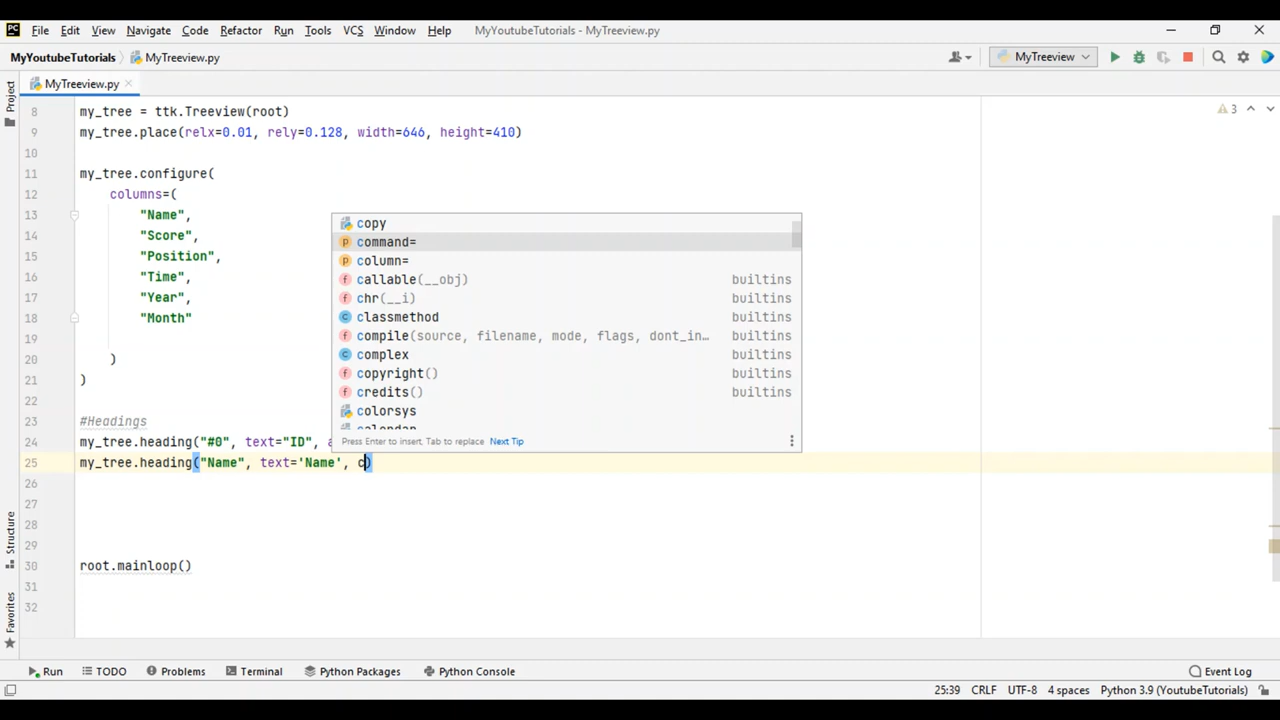 PC File Edit View Navigate Code Refactor Run Tools VCS Window Help MyYoutubeTutorials - MyTreeview.py
MyYoutubeTutorials MyTreeview.py MyTreeview
Project
MyTreeview.py
8 my_tree = ttk.Treeview(root)
3
9 my_tree.place(relx=0.01, rely=0.128, width=646, height=410)
10
11 my_tree.configure(
12 columns=(
13 "Name",
14 "Score",
15 "Position",
16 "Time",
17 "Year",
18 "Month"
19
20 )
21 )
22
23 #Headings
24 my_tree.heading("#0", text="ID", a
25 my_tree.heading("Name", text='Name', c)
26
27
28
29
30 root.mainloop()
31
32
copy
p command=
p column=
f callable(__obj) builtins
f chr(__i) builtins
C classmethod builtins
f compile(source, filename, mode, flags, dont_in… builtins
C complex builtins
f copyright() builtins
f credits() builtins
colorsys
calendar
Press Enter to insert, Tab to replace Next Tip
Structure
Favorites
Run TODO Problems Terminal Python Packages Python Console Event Log
25:39 CRLF UTF-8 4 spaces Python 3.9 (YoutubeTutorials)